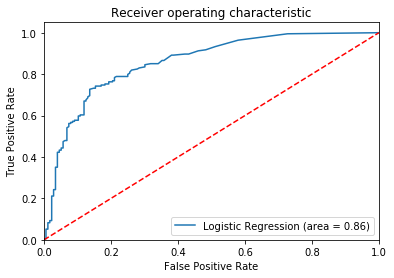 Receiver operating characteristic
True Positive Rate
1.0
0.8
0.6
0.4
0.2
0.0
Logistic Regression (area = 0.86)
0.0 0.2 0.4 0.6 0.8 1.0
False Positive Rate